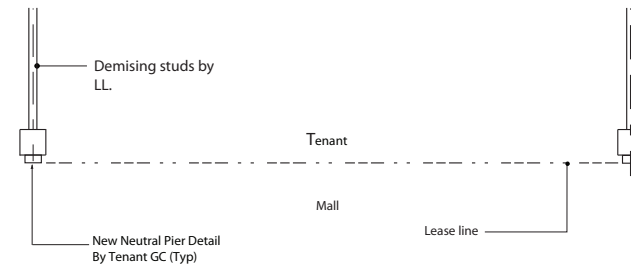 Demising studs by
LL.
Tenant
Mall
Lease line
New Neutral Pier Detail
By Tenant GC (Typ)